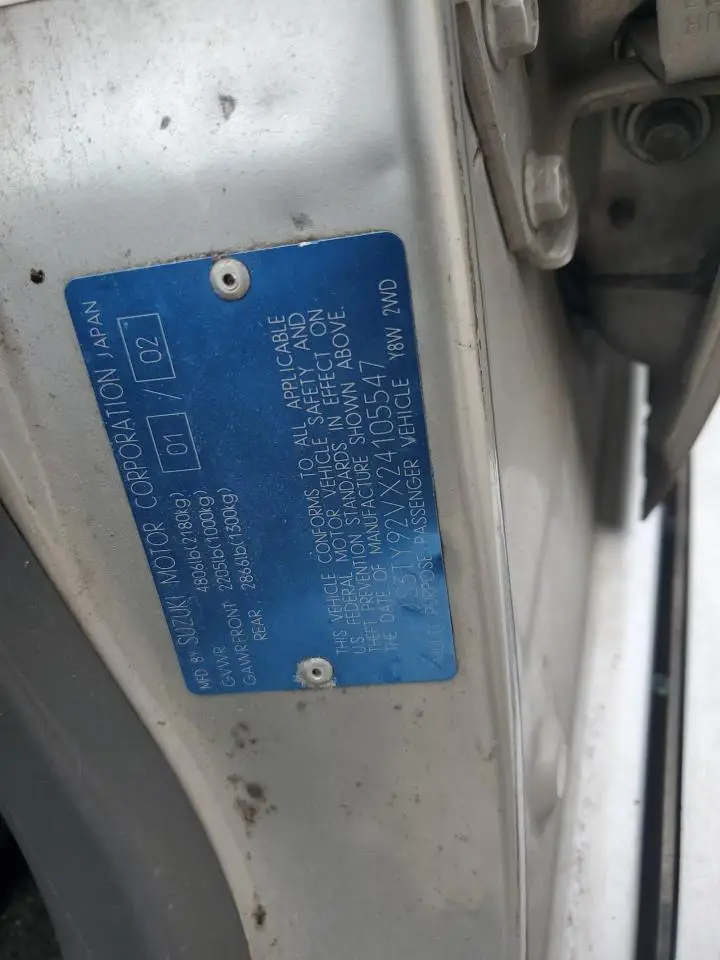 MFD BY SUZUKI MOTOR CORPORATION JAPAN
GVWR 4806lb(2180kg) 01 / 02
GAWR:FRONT 2205lb(1000kg)
REAR 2866lb(1300kg)
THIS VEHICLE CONFORMS TO ALL APPLICABLE
U.S. FEDERAL MOTOR VEHICLE SAFETY AND
THEFT PREVENTION STANDARDS IN EFFECT ON
THE DATE OF MANUFACTURE SHOWN ABOVE.
JS3TY92VX24105547
MULTI PURPOSE PASSENGER VEHICLE Y8W 2WD